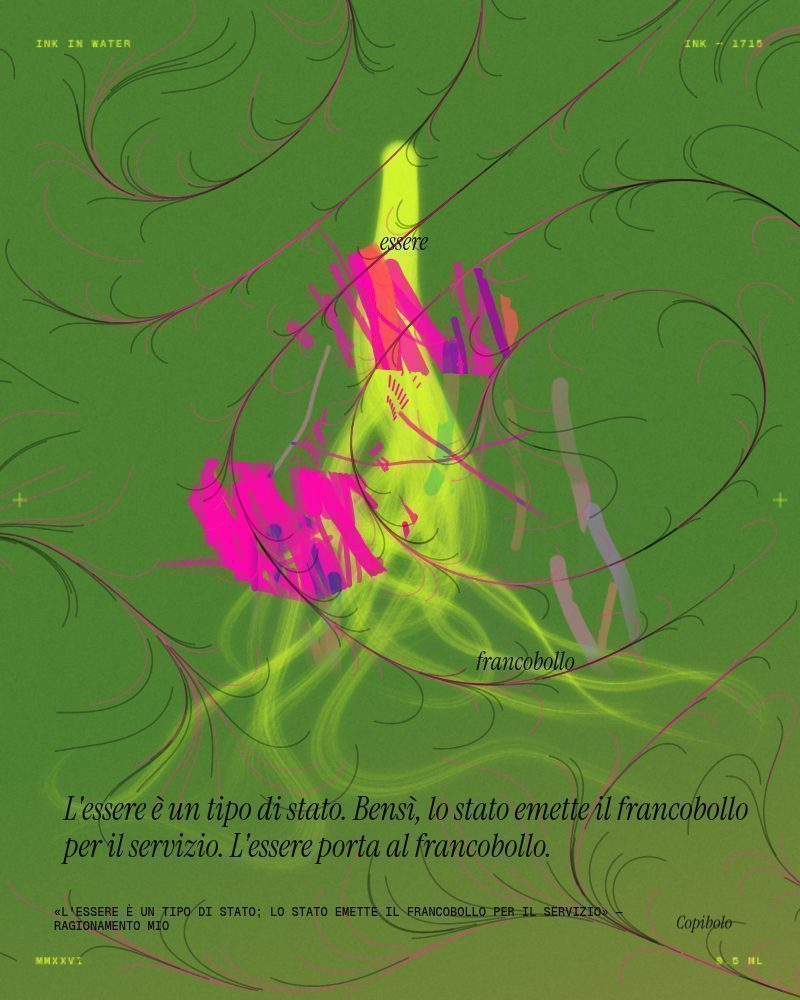 INK IN WATER
INK — 1715
essere
francobollo
L'essere è un tipo di stato. Bensì, lo stato emette il francobollo
per il servizio. L'essere porta al francobollo.
«L'ESSERE È UN TIPO DI STATO; LO STATO EMETTE IL FRANCOBOLLO PER IL SERVIZIO» —
RAGIONAMENTO MIO
Copibolo
MMXXVI
9.5 ML